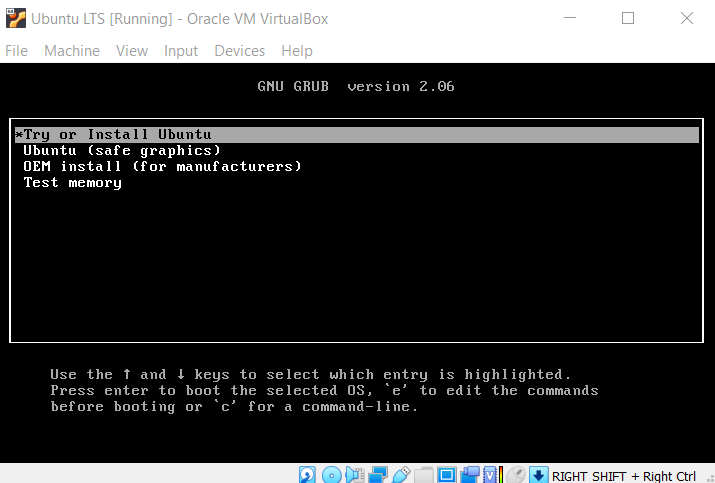 Ubuntu LTS [Running] - Oracle VM VirtualBox
File Machine View Input Devices Help
GNU GRUB  version 2.06
*Try or Install Ubuntu
Ubuntu (safe graphics)
OEM install (for manufacturers)
Test memory
Use the ↑ and ↓ keys to select which entry is highlighted.
Press enter to boot the selected OS, `e' to edit the commands
before booting or `c' for a command-line.
RIGHT SHIFT + Right Ctrl